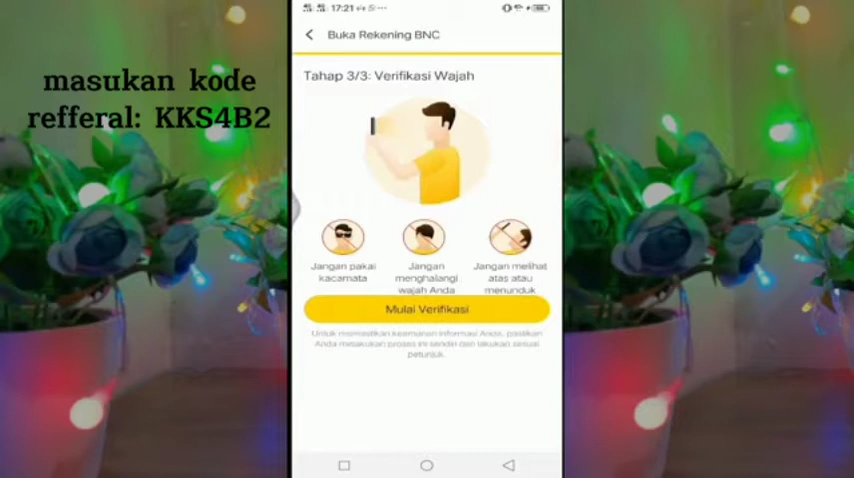 masukan kode
refferal: KKS4B2
17:21
Buka Rekening BNC
Tahap 3/3: Verifikasi Wajah
Jangan pakai
kacamata
Jangan
menghalangi
wajah Anda
Jangan melihat
atas atau
menunduk
Mulai Verifikasi
Untuk memastikan keamanan informasi Anda, pastikan
Anda melakukan proses ini sendiri dan lakukan sesuai
petunjuk.